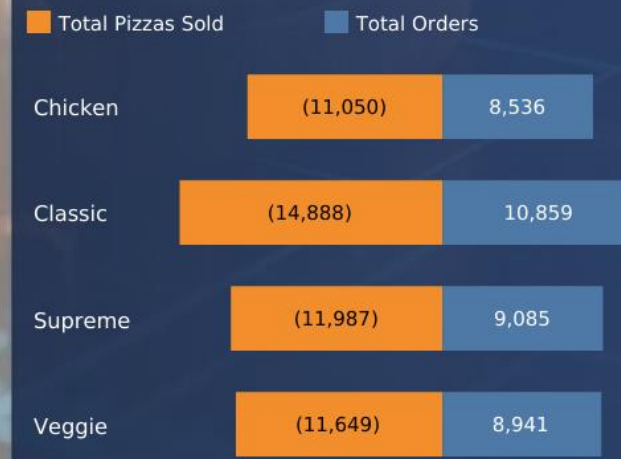 Total Pizzas Sold Total Orders
Chicken (11,050) 8,536
Classic (14,888) 10,859
Supreme (11,987) 9,085
Veggie (11,649) 8,941